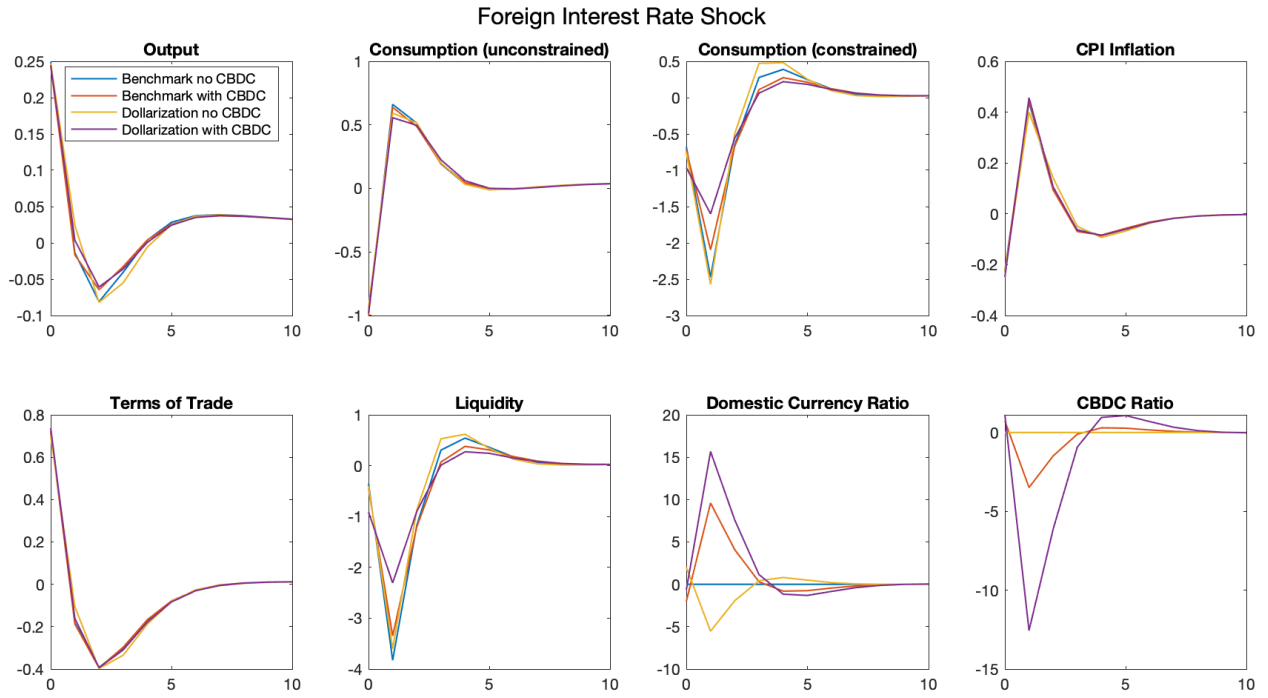 Foreign Interest Rate Shock
Output
0.25
0.2
0.15
0.1
0.05
0
-0.05
-0.1
0 5 10
Benchmark no CBDC
Benchmark with CBDC
Dollarization no CBDC
Dollarization with CBDC
Consumption (unconstrained)
1
0.5
0
-0.5
-1
0 5 10
Consumption (constrained)
0.5
0
-0.5
-1
-1.5
-2
-2.5
-3
0 5 10
CPI Inflation
0.6
0.4
0.2
0
-0.2
-0.4
0 5 10
Terms of Trade
0.8
0.6
0.4
0.2
0
-0.2
-0.4
0 5 10
Liquidity
1
0
-1
-2
-3
-4
0 5 10
Domestic Currency Ratio
20
15
10
5
0
-5
-10
0 5 10
CBDC Ratio
0
-5
-10
-15
0 5 10